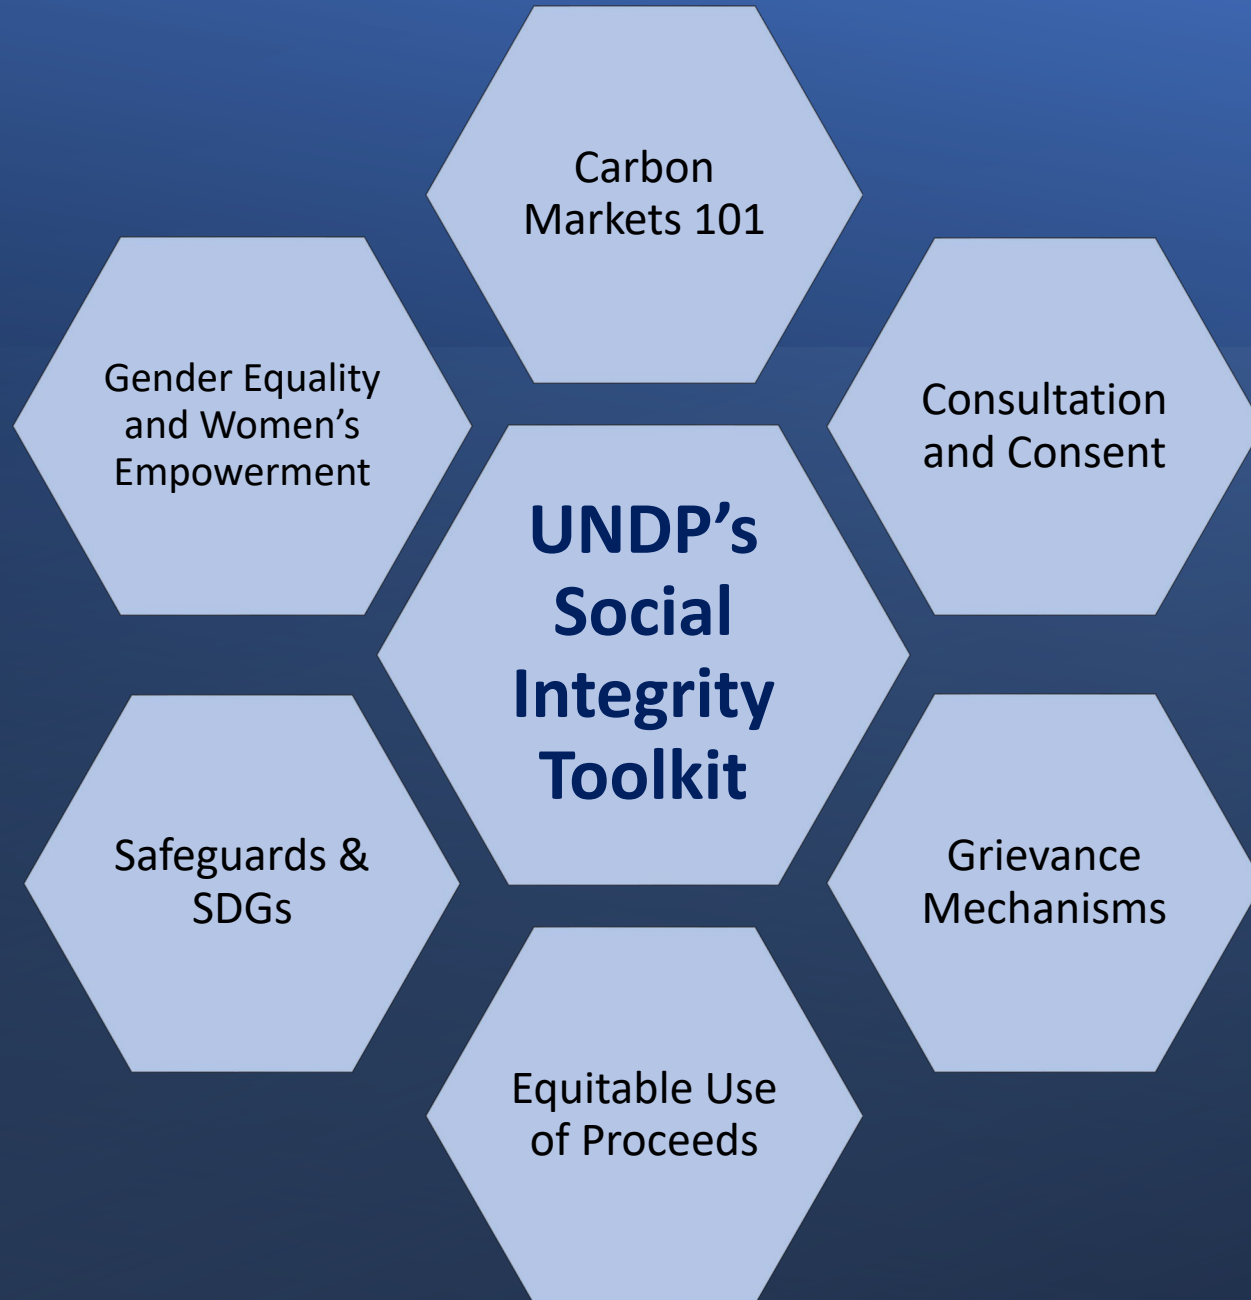 Carbon
Markets 101
Gender Equality
and Women’s
Empowerment
Consultation
and Consent
UNDP’s
Social
Integrity
Toolkit
Safeguards &
SDGs
Grievance
Mechanisms
Equitable Use
of Proceeds